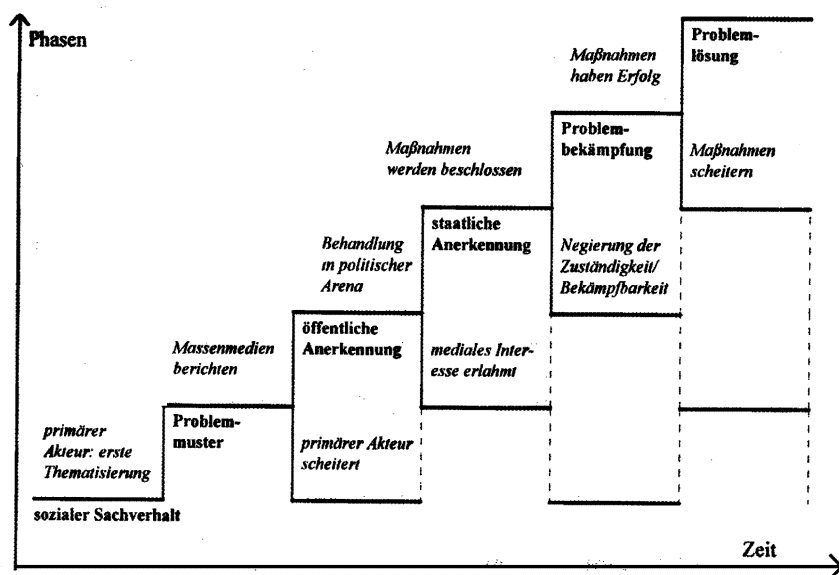 Phasen
Problem-
lösung
Maßnahmen
haben Erfolg
Problem-
bekämpfung
Maßnahmen
scheitern
Maßnahmen
werden beschlossen
staatliche
Anerkennung
Negierung der
Zuständigkeit/
Bekämpfbarkeit
Behandlung
in politischer
Arena
öffentliche
Anerkennung
mediales Inter-
esse erlahmt
Massenmedien
berichten
Problem-
muster
primärer Akteur
scheitert
primärer
Akteur: erste
Thematisierung
sozialer Sachverhalt
Zeit